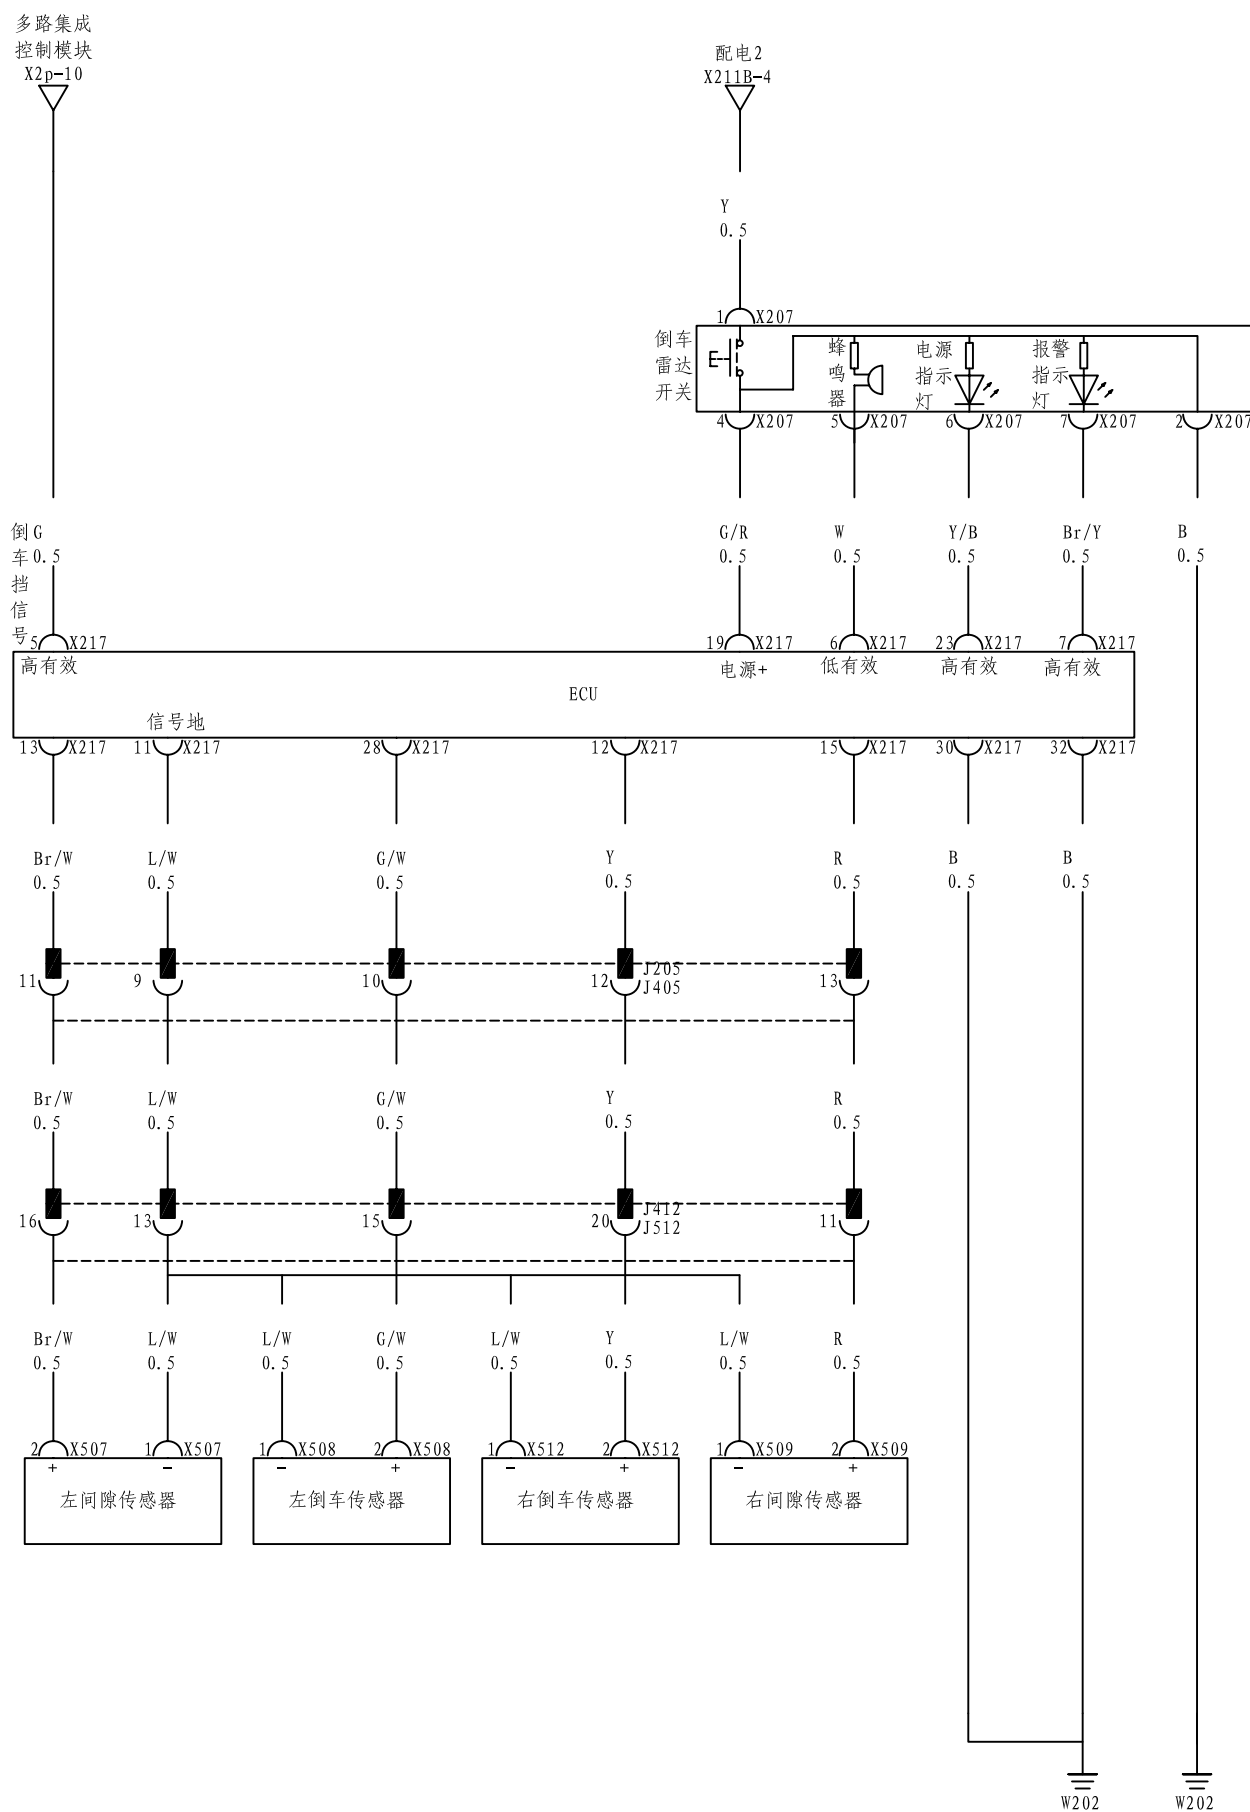 多路集成
控制模块
X2p-10
配电2
X211B-4
Y
0.5
1 X207
倒车
雷达
开关
蜂
鸣
器
电源
指示
灯
报警
指示
灯
4 X207 5 X207 6 X207 7 X207 2 X207
倒
车
挡
信
号
G
0.5
G/R
0.5
W
0.5
Y/B
0.5
Br/Y
0.5
B
0.5
5 X217 19 X217 6 X217 23 X217 7 X217
高有效 电源+ 低有效 高有效 高有效
ECU
信号地
13 X217 11 X217 28 X217 12 X217 15 X217 30 X217 32 X217
Br/W L/W G/W Y R B B
0.5 0.5 0.5 0.5 0.5 0.5 0.5
J205
11 9 10 12 J405 13
Br/W L/W G/W Y R
0.5 0.5 0.5 0.5 0.5
J412
16 13 15 20 J512 11
Br/W L/W L/W G/W L/W Y L/W R
0.5 0.5 0.5 0.5 0.5 0.5 0.5 0.5
2 X507 1 X507 1 X508 2 X508 1 X512 2 X512 1 X509 2 X509
+ - - + - + - +
左间隙传感器 左倒车传感器 右倒车传感器 右间隙传感器
W202 W202